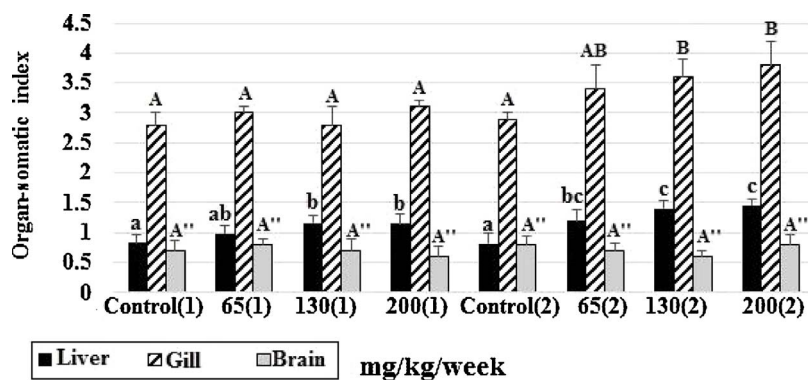 Organ-somatic index
4.5
4
3.5
3
2.5
2
1.5
1
0.5
0
a A A''
ab A A''
b A A''
b A A''
a A A''
bc AB A''
c B A''
c B A''
Control(1) 65(1) 130(1) 200(1) Control(2) 65(2) 130(2) 200(2)
Liver Gill Brain
mg/kg/week